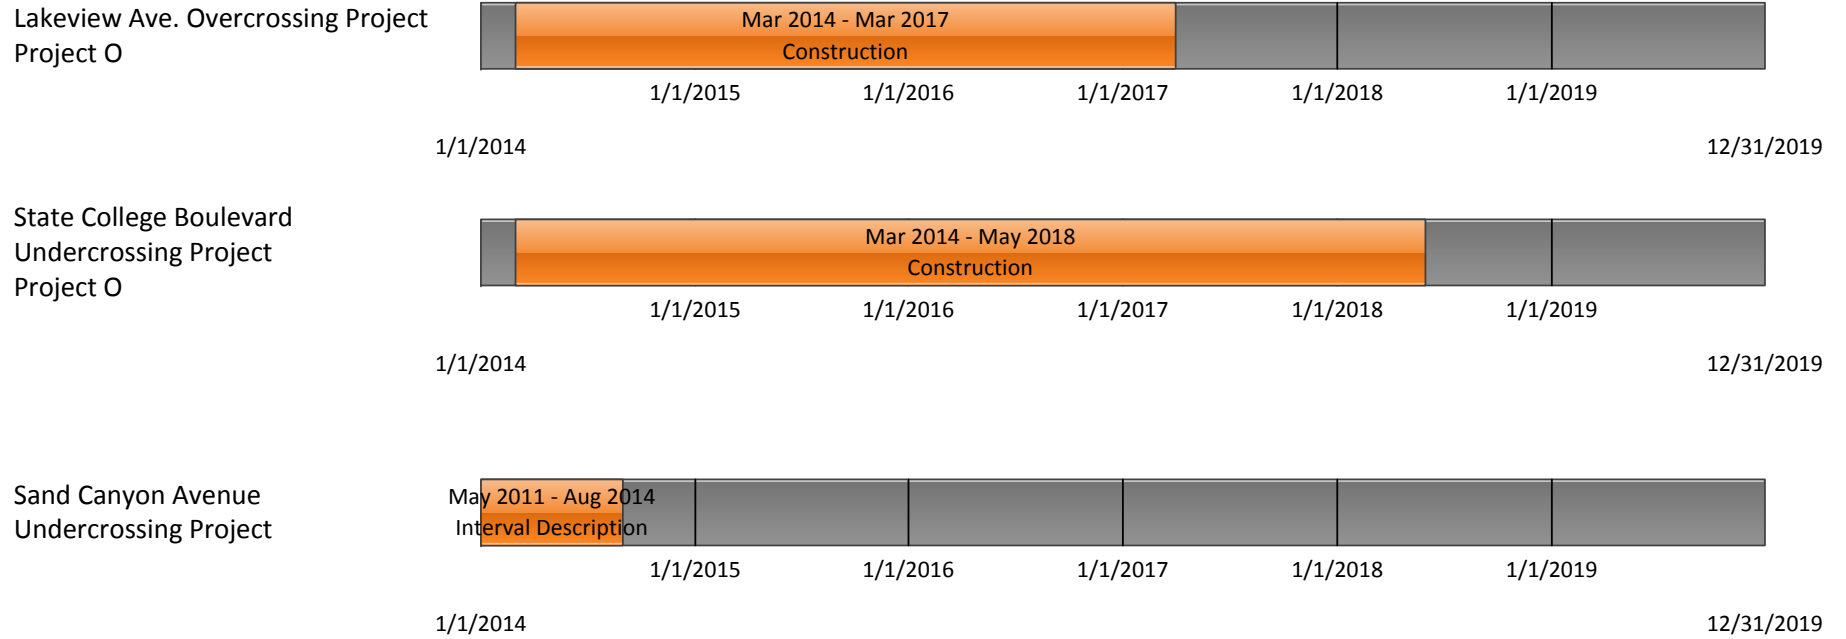 Lakeview Ave. Overcrossing Project
Project O
Mar 2014 - Mar 2017
Construction
1/1/2015 1/1/2016 1/1/2017 1/1/2018 1/1/2019
1/1/2014 12/31/2019
State College Boulevard
Undercrossing Project
Project O
Mar 2014 - May 2018
Construction
1/1/2015 1/1/2016 1/1/2017 1/1/2018 1/1/2019
1/1/2014 12/31/2019
Sand Canyon Avenue
Undercrossing Project
May 2011 - Aug 2014
Interval Description
1/1/2015 1/1/2016 1/1/2017 1/1/2018 1/1/2019
1/1/2014 12/31/2019